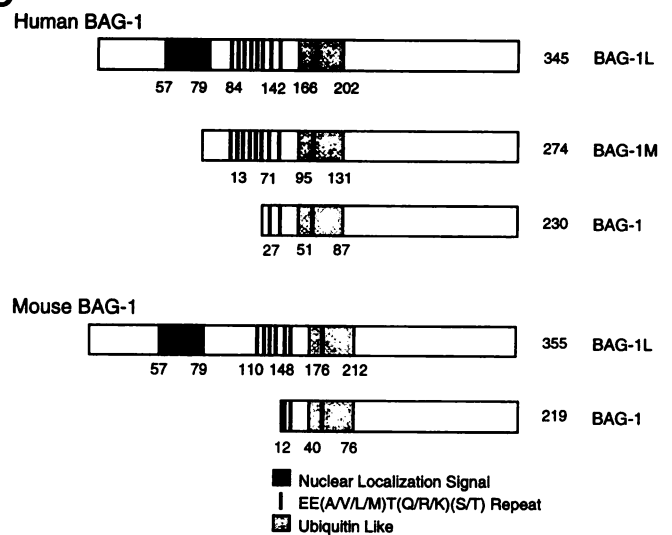 Human BAG-1
345 BAG-1L
57 79 84 142 166 202
274 BAG-1M
13 71 95 131
230 BAG-1
27 51 87
Mouse BAG-1
355 BAG-1L
57 79 110 148 176 212
219 BAG-1
12 40 76
Nuclear Localization Signal
EE(A/V/L/M)T(Q/R/K)(S/T) Repeat
Ubiquitin Like